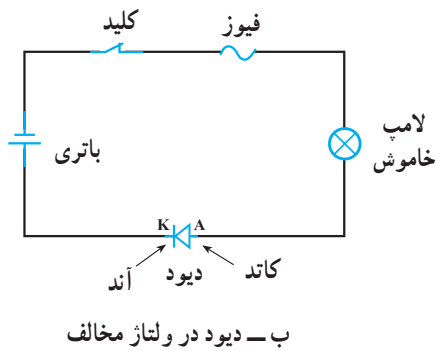 کلید
فیوز
باتری
لامپ
خاموش
K
A
آند
دیود
کاتد
ب ــ دیود در ولتاژ مخالف